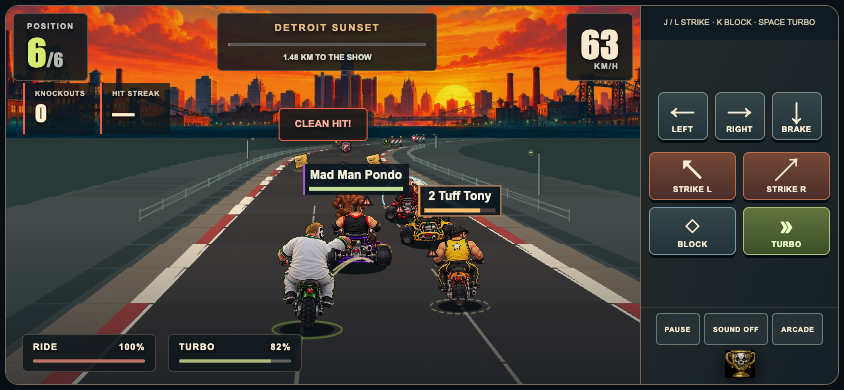 POSITION
6/6
DETROIT SUNSET
1.48 KM TO THE SHOW
63
KM/H
J / L STRIKE · K BLOCK · SPACE TURBO
KNOCKOUTS
0
HIT STREAK
—
CLEAN HIT!
Mad Man Pondo
2 Tuff Tony
LEFT
RIGHT
BRAKE
STRIKE L
STRIKE R
BLOCK
TURBO
RIDE 100%
TURBO 82%
PAUSE
SOUND OFF
ARCADE